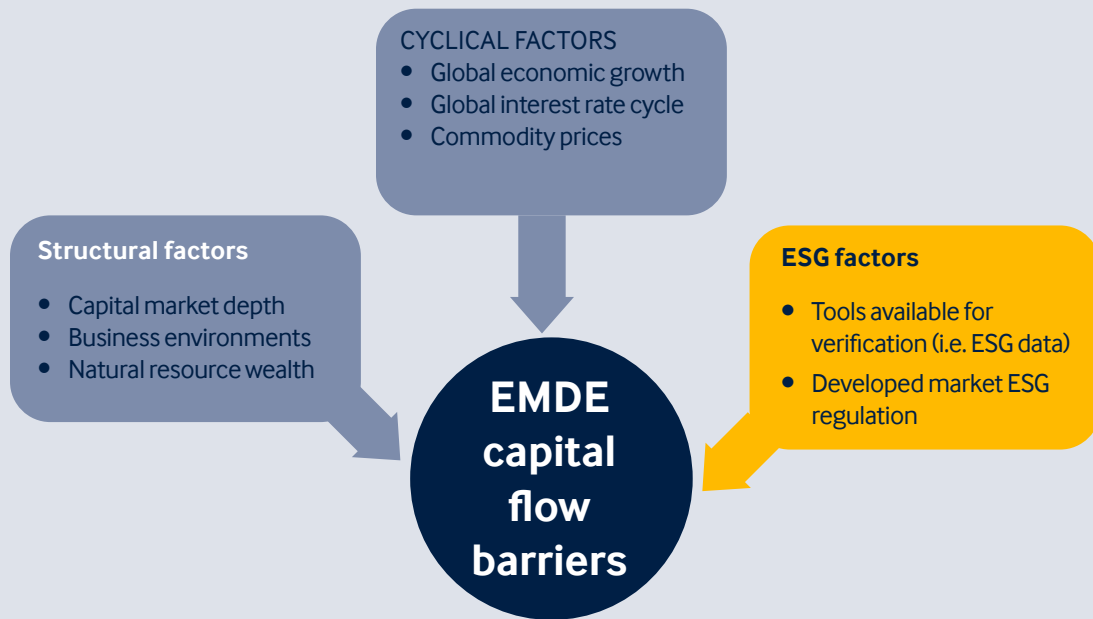 CYCLICAL FACTORS
• Global economic growth
• Global interest rate cycle
• Commodity prices
Structural factors
• Capital market depth
• Business environments
• Natural resource wealth
ESG factors
• Tools available for
verification (i.e. ESG data)
• Developed market ESG
regulation
EMDE
capital
flow
barriers